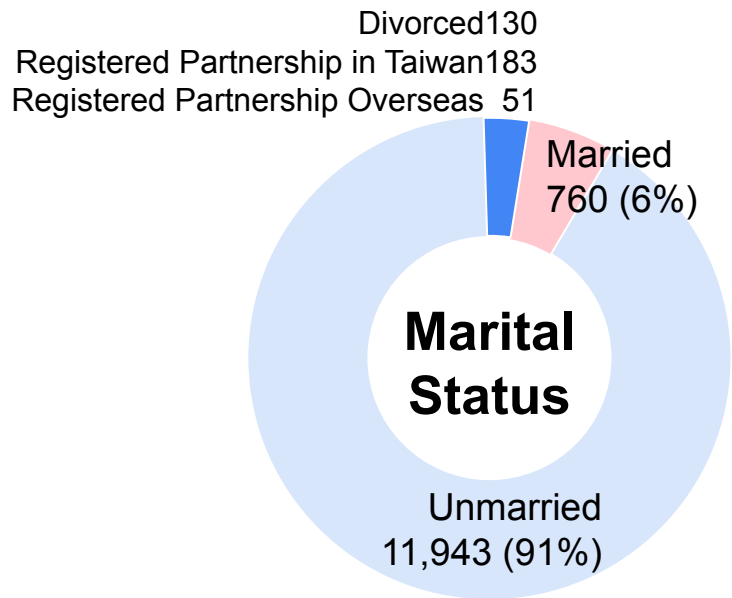 Divorced130
Registered Partnership in Taiwan183
Registered Partnership Overseas 51
Married
760 (6%)
Marital
Status
Unmarried
11,943 (91%)